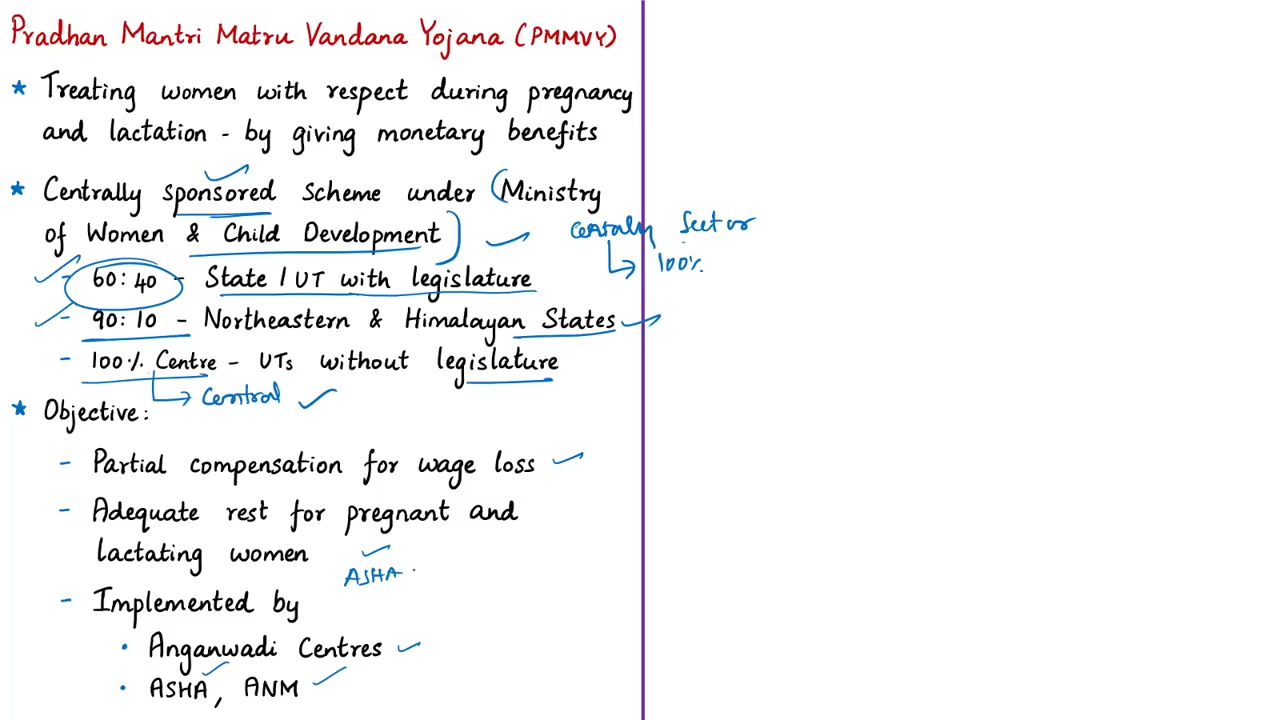 Pradhan Mantri Matru Vandana Yojana (PMMVY)
* Treating women with respect during pregnancy
and lactation - by giving monetary benefits
* Centrally sponsored scheme under (Ministry
of Women & Child Development)
Sector
100%
- 60:40 - State / UT with legislature
- 90:10 - Northeastern & Himalayan States
- 100% Centre - UTs without legislature
Central
* Objective:
- Partial compensation for wage loss
- Adequate rest for pregnant and
lactating women
ASHA
- Implemented by
• Anganwadi Centres
• ASHA, ANM